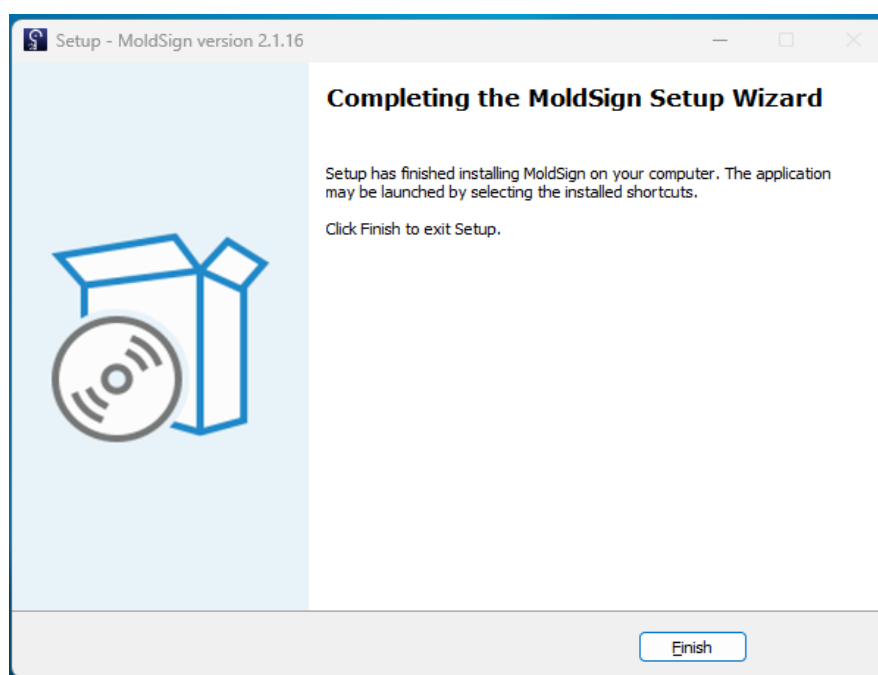 Setup - MoldSign version 2.1.16
Completing the MoldSign Setup Wizard
Setup has finished installing MoldSign on your computer. The application
may be launched by selecting the installed shortcuts.
Click Finish to exit Setup.
Finish